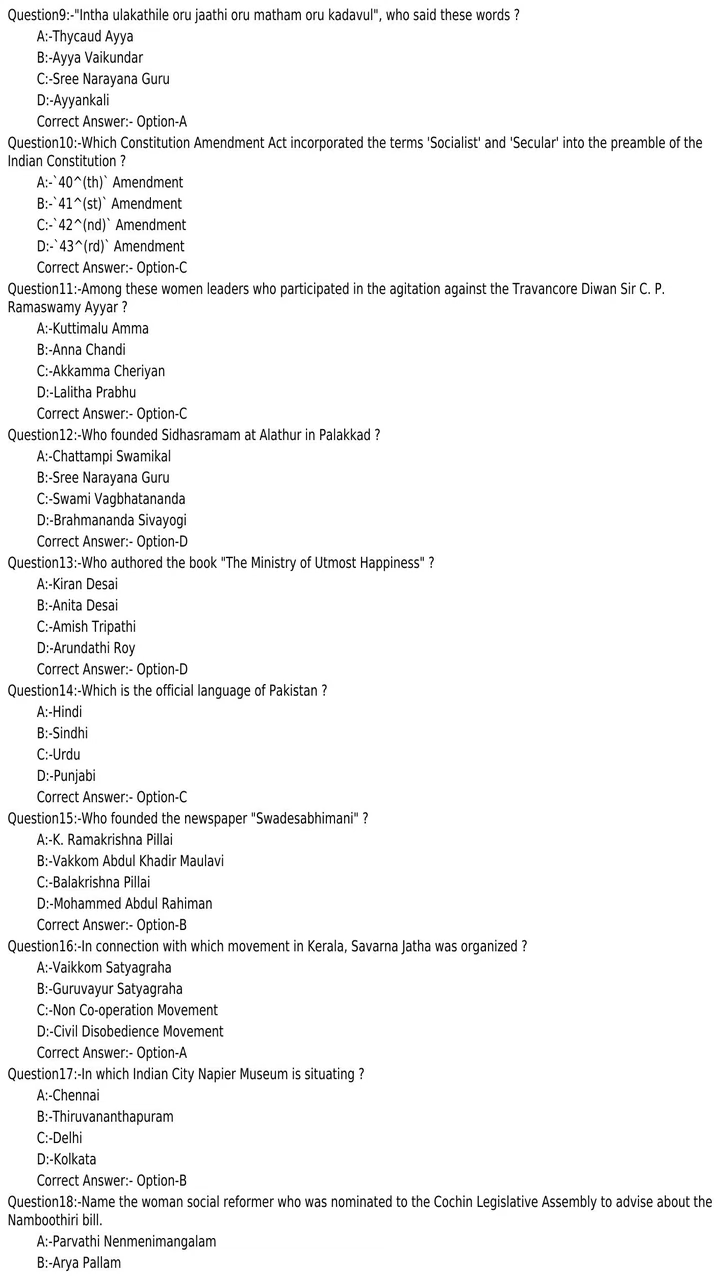 Question9:-"Intha ulakathile oru jaathi oru matham oru kadavul", who said these words ?
A:-Thycaud Ayya
B:-Ayya Vaikundar
C:-Sree Narayana Guru
D:-Ayyankali
Correct Answer:- Option-A
Question10:-Which Constitution Amendment Act incorporated the terms 'Socialist' and 'Secular' into the preamble of the
Indian Constitution ?
A:-`40^(th)` Amendment
B:-`41^(st)` Amendment
C:-`42^(nd)` Amendment
D:-`43^(rd)` Amendment
Correct Answer:- Option-C
Question11:-Among these women leaders who participated in the agitation against the Travancore Diwan Sir C. P.
Ramaswamy Ayyar ?
A:-Kuttimalu Amma
B:-Anna Chandi
C:-Akkamma Cheriyan
D:-Lalitha Prabhu
Correct Answer:- Option-C
Question12:-Who founded Sidhasramam at Alathur in Palakkad ?
A:-Chattampi Swamikal
B:-Sree Narayana Guru
C:-Swami Vagbhatananda
D:-Brahmananda Sivayogi
Correct Answer:- Option-D
Question13:-Who authored the book "The Ministry of Utmost Happiness" ?
A:-Kiran Desai
B:-Anita Desai
C:-Amish Tripathi
D:-Arundathi Roy
Correct Answer:- Option-D
Question14:-Which is the official language of Pakistan ?
A:-Hindi
B:-Sindhi
C:-Urdu
D:-Punjabi
Correct Answer:- Option-C
Question15:-Who founded the newspaper "Swadesabhimani" ?
A:-K. Ramakrishna Pillai
B:-Vakkom Abdul Khadir Maulavi
C:-Balakrishna Pillai
D:-Mohammed Abdul Rahiman
Correct Answer:- Option-B
Question16:-In connection with which movement in Kerala, Savarna Jatha was organized ?
A:-Vaikkom Satyagraha
B:-Guruvayur Satyagraha
C:-Non Co-operation Movement
D:-Civil Disobedience Movement
Correct Answer:- Option-A
Question17:-In which Indian City Napier Museum is situating ?
A:-Chennai
B:-Thiruvananthapuram
C:-Delhi
D:-Kolkata
Correct Answer:- Option-B
Question18:-Name the woman social reformer who was nominated to the Cochin Legislative Assembly to advise about the
Namboothiri bill.
A:-Parvathi Nenmenimangalam
B:-Arya Pallam